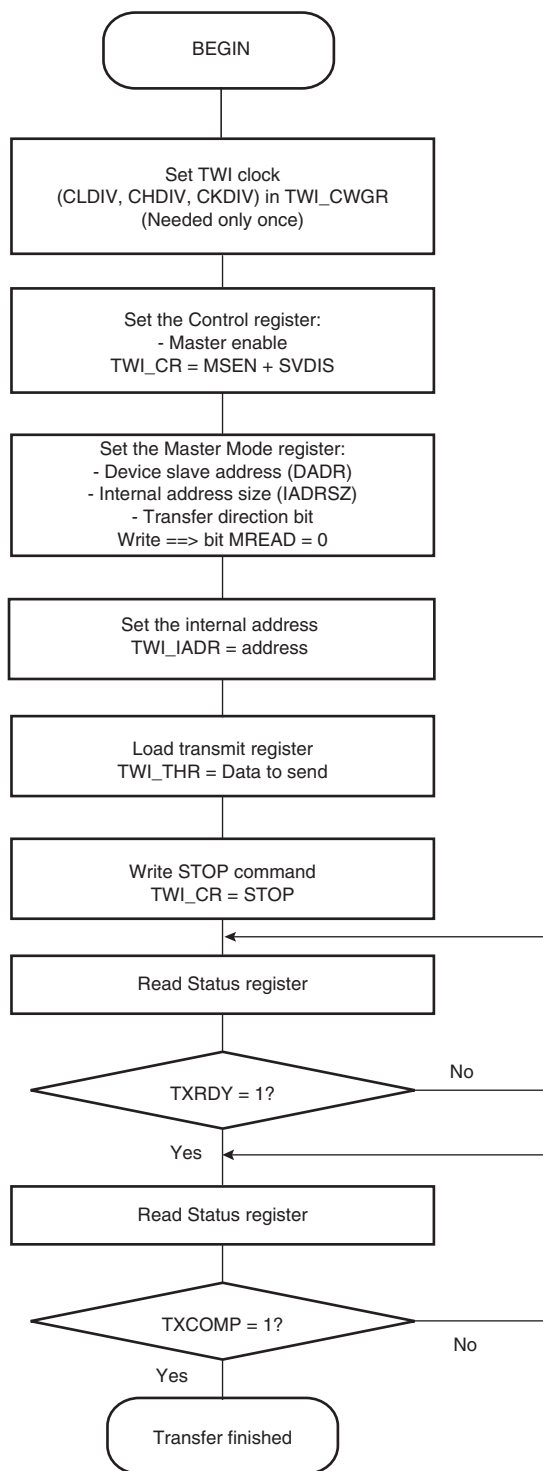 BEGIN
Set TWI clock
(CLDIV, CHDIV, CKDIV) in TWI_CWGR
(Needed only once)
Set the Control register:
- Master enable
TWI_CR = MSEN + SVDIS
Set the Master Mode register:
- Device slave address (DADR)
- Internal address size (IADRSZ)
- Transfer direction bit
Write ==> bit MREAD = 0
Set the internal address
TWI_IADR = address
Load transmit register
TWI_THR = Data to send
Write STOP command
TWI_CR = STOP
Read Status register
TXRDY = 1?
No
Yes
Read Status register
TXCOMP = 1?
No
Yes
Transfer finished